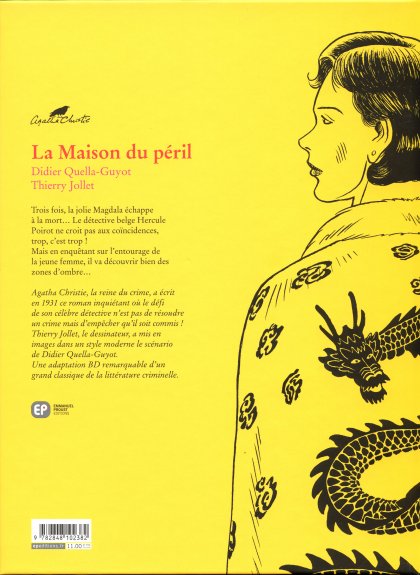 Agatha Christie
La Maison du péril
Didier Quella-Guyot
Thierry Jollet
Trois fois, la jolie Magdala échappe
à la mort... Le détective belge Hercule
Poirot ne croit pas aux coïncidences,
trop, c'est trop !
Mais en enquêtant sur l'entourage de
la jeune femme, il va découvrir bien des
zones d'ombre...
Agatha Christie, la reine du crime, a écrit
en 1931 ce roman inquiétant où le défi
de son célèbre détective n'est pas de résoudre
un crime mais d'empêcher qu'il soit commis !
Thierry Jollet, le dessinateur, a mis en
images dans un style moderne le scénario
de Didier Quella-Guyot.
Une adaptation BD remarquable d'un
grand classique de la littérature criminelle.
EP
EMMANUEL
PROUST
EDITIONS
9 782848 102382
epeditions.fr 11.00